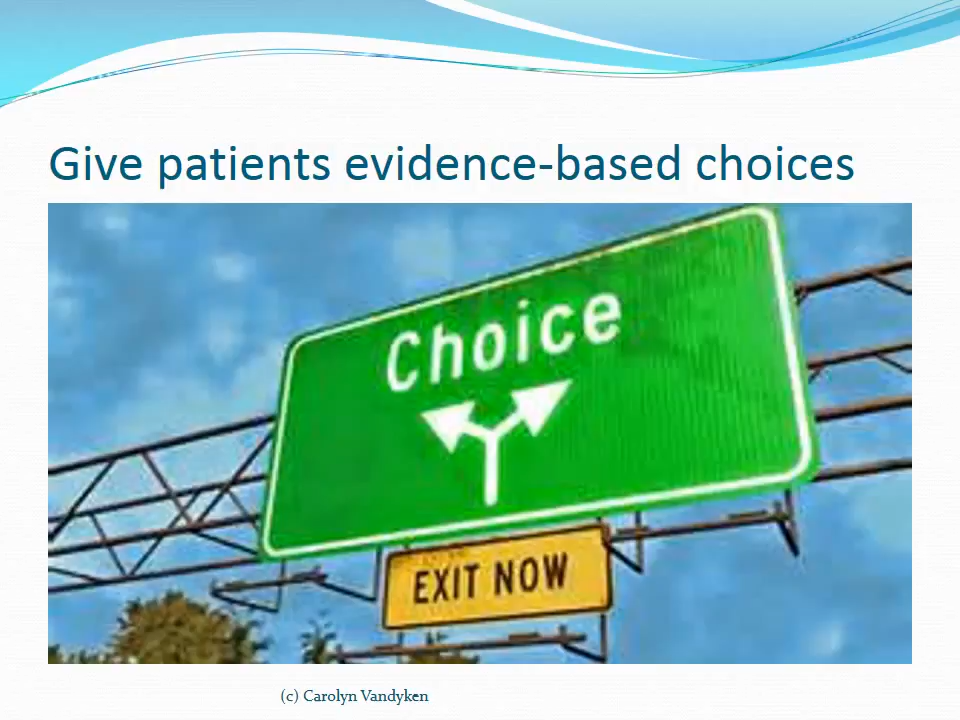 Give patients evidence-based choices
Choice
EXIT NOW
(c) Carolyn Vandyken